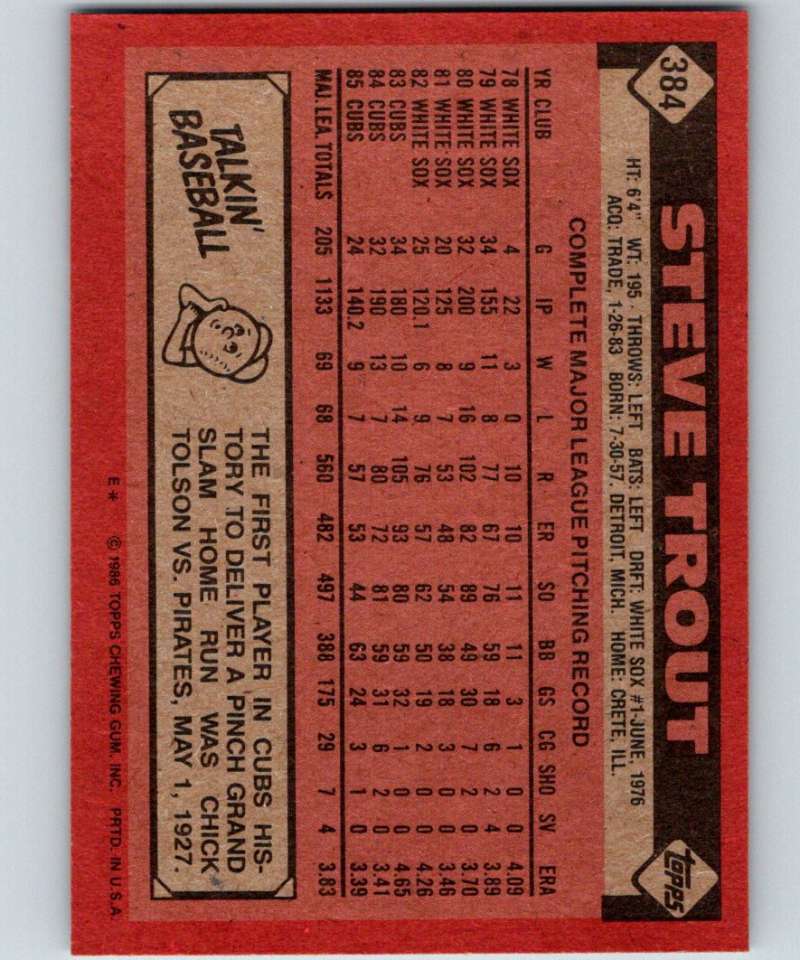 384
STEVE TROUT
topps
HT: 6'4" WT: 195 · THROWS: LEFT BATS: LEFT DRFT: WHITE SOX #1-JUNE, 1976
ACQ: TRADE, 1-26-83 BORN: 7-30-57, DETROIT, MICH. HOME: CRETE, ILL.
COMPLETE MAJOR LEAGUE PITCHING RECORD
YR CLUB G IP W L R ER SO BB GS CG SHO SV ERA
78 WHITE SOX 4 22 3 0 10 10 11 11 3 1 0 0 4.09
79 WHITE SOX 34 155 11 8 77 67 76 59 18 6 2 4 3.89
80 WHITE SOX 32 200 9 16 102 82 89 49 30 7 2 0 3.70
81 WHITE SOX 20 125 8 7 53 48 54 38 18 3 0 0 3.46
82 WHITE SOX 25 120.1 6 9 76 57 62 50 19 2 0 0 4.26
83 CUBS 34 180 10 14 105 93 80 59 32 1 0 0 4.65
84 CUBS 32 190 13 7 80 72 81 59 31 6 2 0 3.41
85 CUBS 24 140.2 9 7 57 53 44 63 24 3 1 0 3.39
MAJ. LEA. TOTALS 205 1133 69 68 560 482 497 388 175 29 7 4 3.83
TALKIN'
BASEBALL
THE FIRST PLAYER IN CUBS HIS-
TORY TO DELIVER A PINCH GRAND
SLAM HOME RUN WAS CHICK
TOLSON VS. PIRATES, MAY 1, 1927.
E* © 1986 TOPPS CHEWING GUM, INC. PRTD. IN U.S.A.